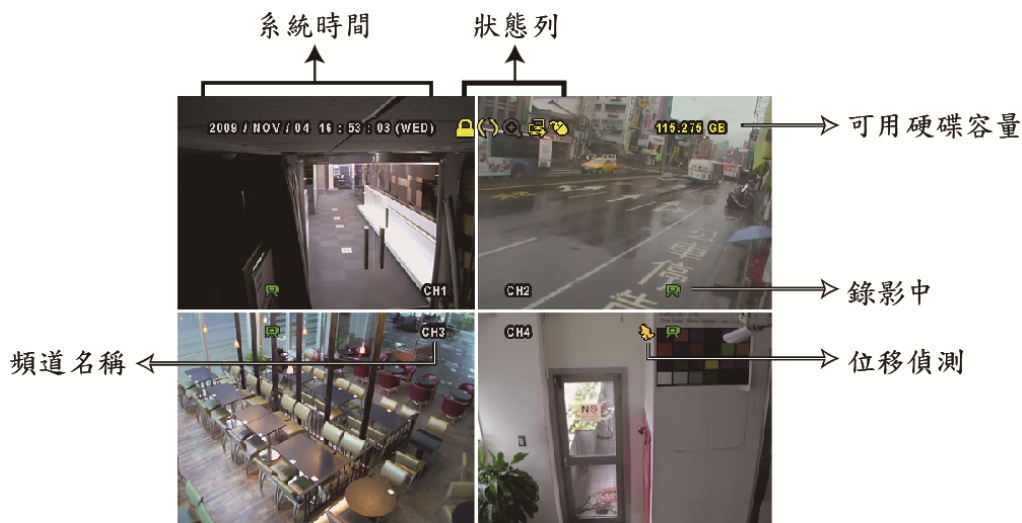 系統時間
狀態列
2009 / NOV / 04 16 : 53 : 03 (WED)
115.275 GB
可用硬碟容量
CH1
CH2
錄影中
CH3
CH4
頻道名稱
位移偵測